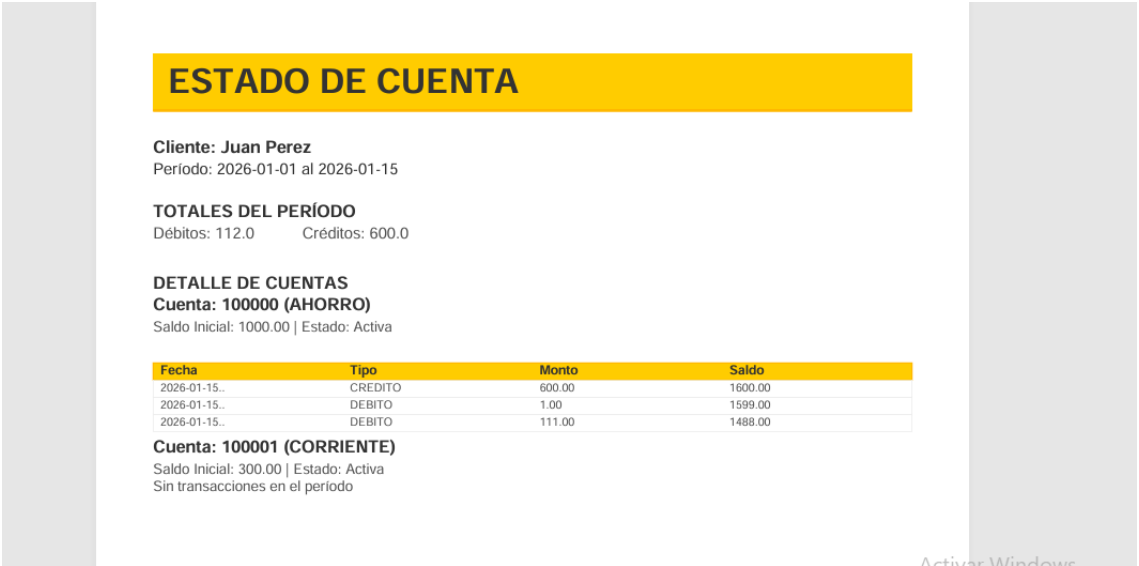 ESTADO DE CUENTA
Cliente: Juan Perez
Período: 2026-01-01 al 2026-01-15
TOTALES DEL PERÍODO
Débitos: 112.0 Créditos: 600.0
DETALLE DE CUENTAS
Cuenta: 100000 (AHORRO)
Saldo Inicial: 1000.00 | Estado: Activa
Fecha Tipo Monto Saldo
2026-01-15.. CREDITO 600.00 1600.00
2026-01-15.. DEBITO 1.00 1599.00
2026-01-15.. DEBITO 111.00 1488.00
Cuenta: 100001 (CORRIENTE)
Saldo Inicial: 300.00 | Estado: Activa
Sin transacciones en el período
Activar Windows